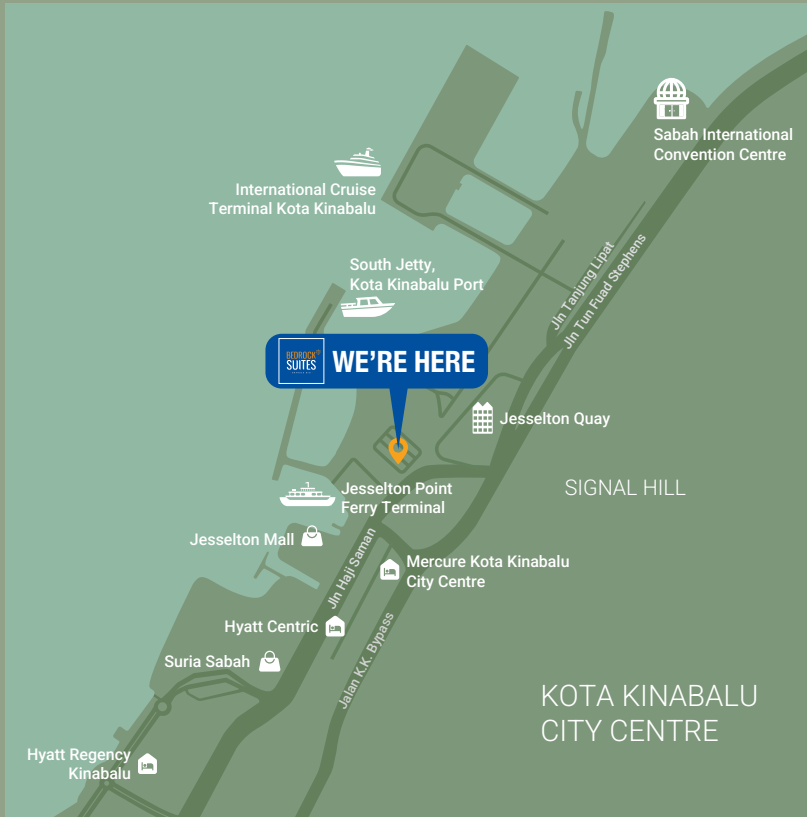 Sabah International
Convention Centre
International Cruise
Terminal Kota Kinabalu
South Jetty,
Kota Kinabalu Port
Jln Tanjung Lipat
Jln Tun Fuad Stephens
BEDROCK
SUITES
WE'RE HERE
Jesselton Quay
SIGNAL HILL
Jesselton Point
Ferry Terminal
Jesselton Mall
Jln Haji Saman
Mercure Kota Kinabalu
City Centre
Hyatt Centric
Jalan K.K. Bypass
Suria Sabah
KOTA KINABALU
CITY CENTRE
Hyatt Regency
Kinabalu